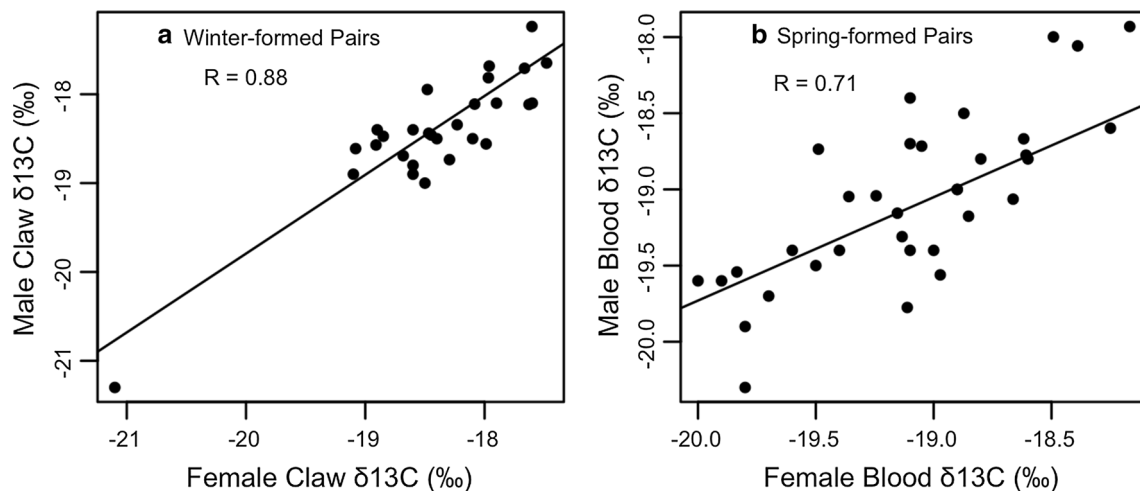 a Winter-formed Pairs
R = 0.88
Male Claw δ13C (‰)
-18
-19
-20
-21
-21 -20 -19 -18
Female Claw δ13C (‰)
b Spring-formed Pairs
R = 0.71
Male Blood δ13C (‰)
-18.0
-18.5
-19.0
-19.5
-20.0
-20.0 -19.5 -19.0 -18.5
Female Blood δ13C (‰)